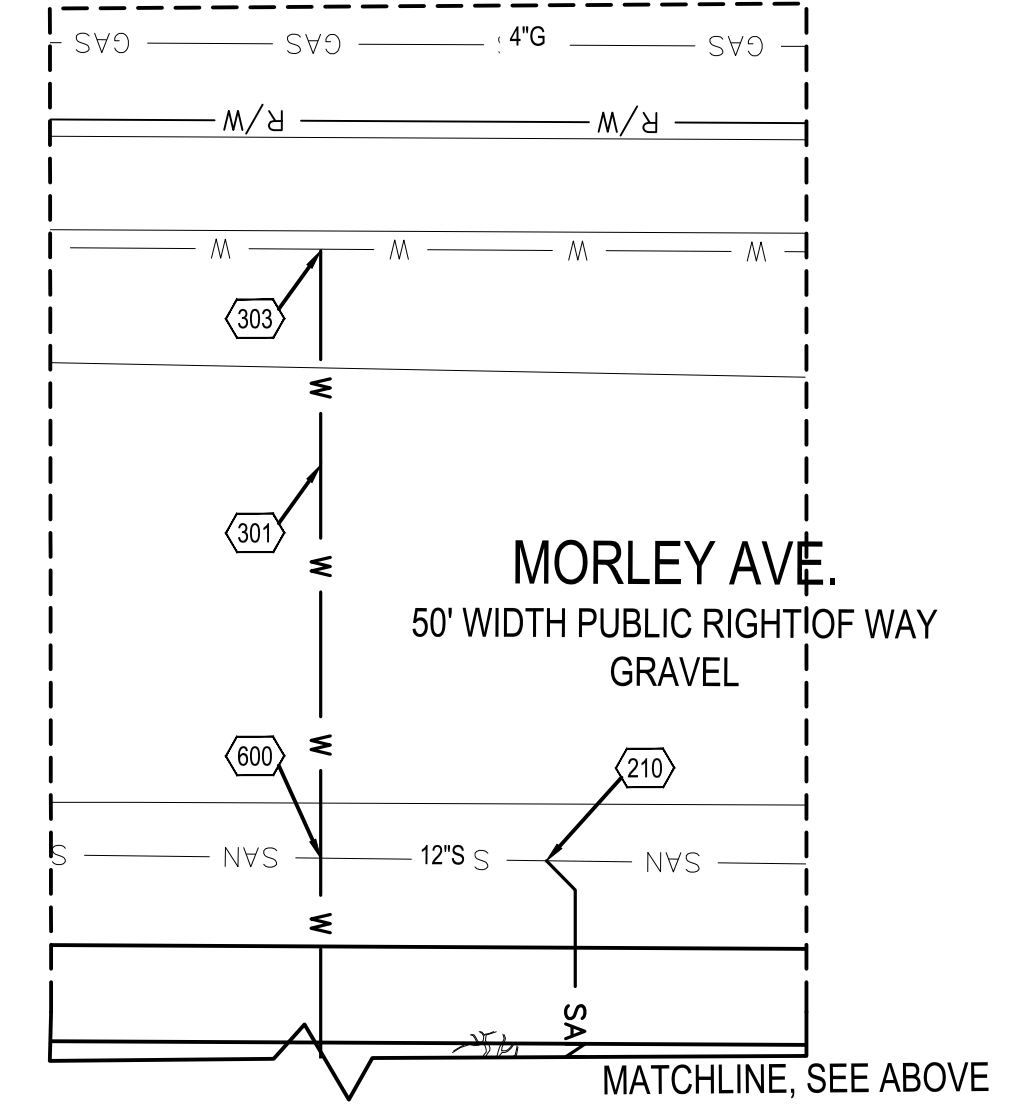 GAS GAS 4"G GAS
R/W R/W
W W W W
303
W
301
W
MORLEY AVE.
50' WIDTH PUBLIC RIGHT OF WAY
GRAVEL
W
600
210
S SAN 12"S S SAN
W
SA
MATCHLINE, SEE ABOVE